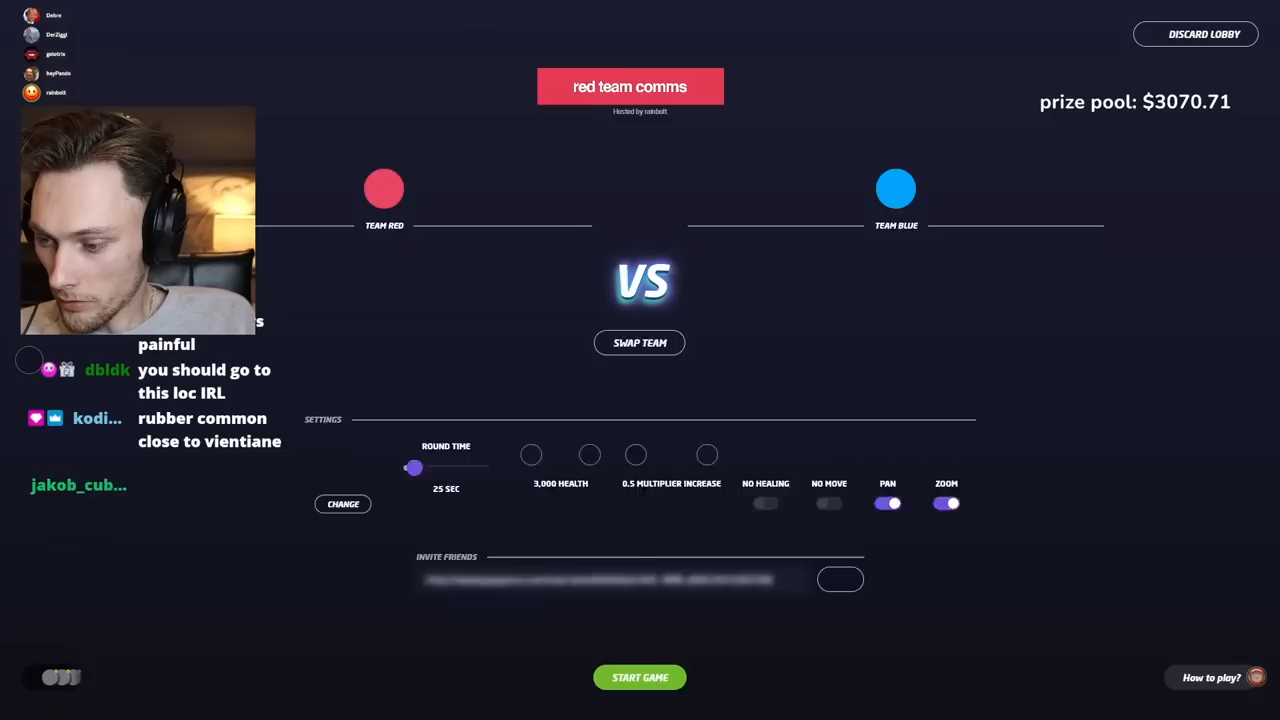 Debre
DerZiggi
gelotris
heyPando
rainbolt
DISCARD LOBBY
red team comms
Hosted by rainbolt
prize pool: $3070.71
TEAM RED
TEAM BLUE
VS
SWAP TEAM
painful
dbldk you should go to
this loc IRL
kodi... rubber common
close to vientiane
jakob_cub...
SETTINGS
ROUND TIME
25 SEC
3,000 HEALTH
0.5 MULTIPLIER INCREASE
NO HEALING
NO MOVE
PAN
ZOOM
CHANGE
INVITE FRIENDS
START GAME
How to play?